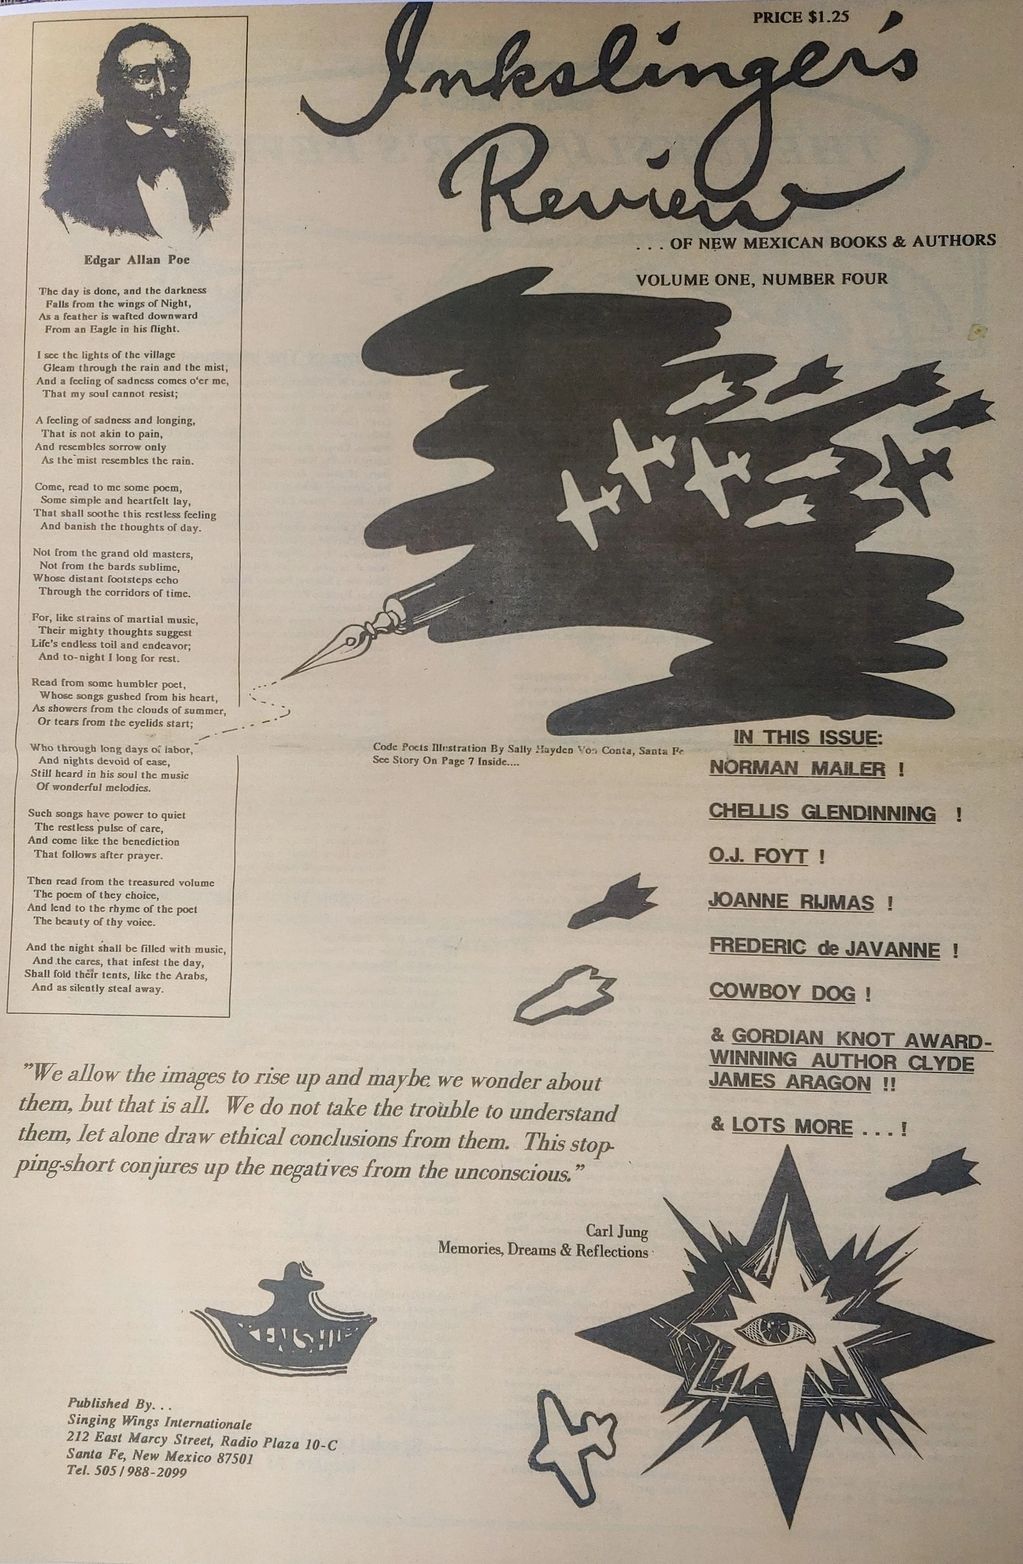 PRICE $1.25
Inkslinger's
Review
. . . OF NEW MEXICAN BOOKS & AUTHORS
VOLUME ONE, NUMBER FOUR
Edgar Allan Poe
The day is done, and the darkness
Falls from the wings of Night,
As a feather is wafted downward
From an Eagle in his flight.
I see the lights of the village
Gleam through the rain and the mist,
And a feeling of sadness comes o'er me,
That my soul cannot resist;
A feeling of sadness and longing,
That is not akin to pain,
And resembles sorrow only
As the mist resembles the rain.
Come, read to me some poem,
Some simple and heartfelt lay,
That shall soothe this restless feeling
And banish the thoughts of day.
Not from the grand old masters,
Not from the bards sublime,
Whose distant footsteps echo
Through the corridors of time.
For, like strains of martial music,
Their mighty thoughts suggest
Life's endless toil and endeavor;
And to-night I long for rest.
Read from some humbler poet,
Whose songs gushed from his heart,
As showers from the clouds of summer,
Or tears from the eyelids start;
Who through long days of labor,
And nights devoid of ease,
Still heard in his soul the music
Of wonderful melodies.
Such songs have power to quiet
The restless pulse of care,
And come like the benediction
That follows after prayer.
Then read from the treasured volume
The poem of they choice,
And lend to the rhyme of the poet
The beauty of thy voice.
And the night shall be filled with music,
And the cares, that infest the day,
Shall fold their tents, like the Arabs,
And as silently steal away.
Code Poets Illustration By Sally Hayden Von Conta, Santa Fe
See Story On Page 7 Inside....
IN THIS ISSUE:
NORMAN MAILER !
CHELLIS GLENDINNING !
O.J. FOYT !
JOANNE RIJMAS !
FREDERIC de JAVANNE !
COWBOY DOG !
& GORDIAN KNOT AWARD-
WINNING AUTHOR CLYDE
JAMES ARAGON !!
& LOTS MORE . . . !
"We allow the images to rise up and maybe we wonder about
them, but that is all. We do not take the trouble to understand
them, let alone draw ethical conclusions from them. This stop-
ping-short conjures up the negatives from the unconscious."
Carl Jung
Memories, Dreams & Reflections
KENSHIP
Published By. . .
Singing Wings Internationale
212 East Marcy Street, Radio Plaza 10-C
Santa Fe, New Mexico 87501
Tel. 505/988-2099